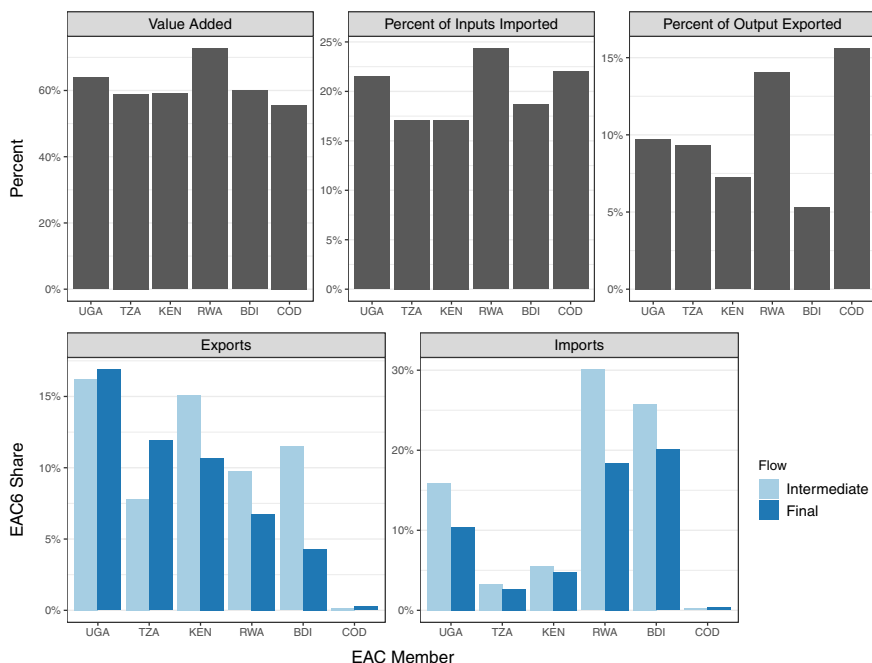 Value Added
Percent of Inputs Imported
Percent of Output Exported
Percent
60%
40%
20%
0%
25%
20%
15%
10%
5%
0%
15%
10%
5%
0%
UGA TZA KEN RWA BDI COD
UGA TZA KEN RWA BDI COD
UGA TZA KEN RWA BDI COD
Exports
Imports
EAC6 Share
15%
10%
5%
0%
30%
20%
10%
0%
UGA TZA KEN RWA BDI COD
UGA TZA KEN RWA BDI COD
Flow
Intermediate
Final
EAC Member